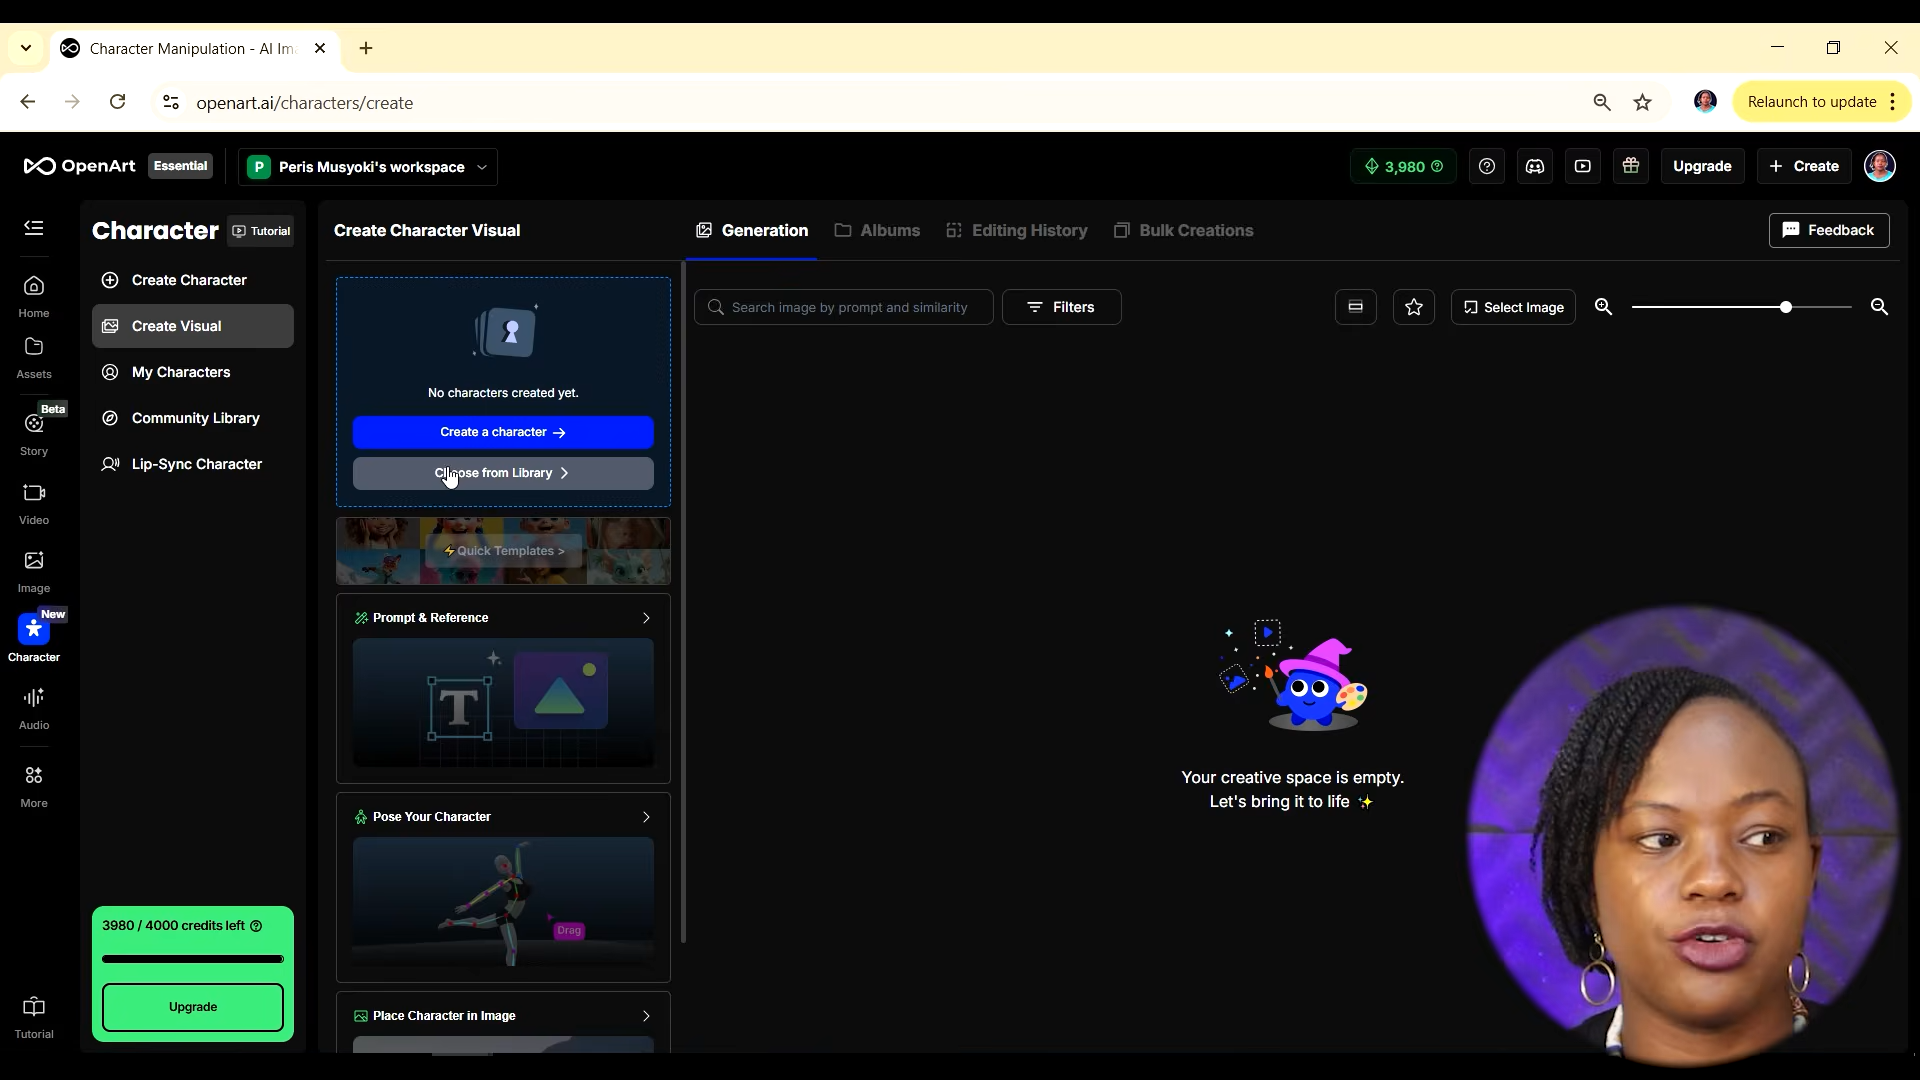 Character Manipulation - AI Im
openart.ai/characters/create
Relaunch to update
OpenArt
Essential
P
Peris Musyoki's workspace
3,980
Upgrade
Create
Character
Tutorial
Create Character
Create Visual
My Characters
Community Library
Lip-Sync Character
Home
Assets
Beta
Story
Video
Image
New
Character
Audio
More
Tutorial
3980 / 4000 credits left
Upgrade
Create Character Visual
No characters created yet.
Create a character
Choose from Library
⚡Quick Templates >
Prompt & Reference
T
Pose Your Character
Drag
Place Character in Image
Generation
Albums
Editing History
Bulk Creations
Feedback
Search image by prompt and similarity
Filters
Select Image
Your creative space is empty.
Let's bring it to life ✨